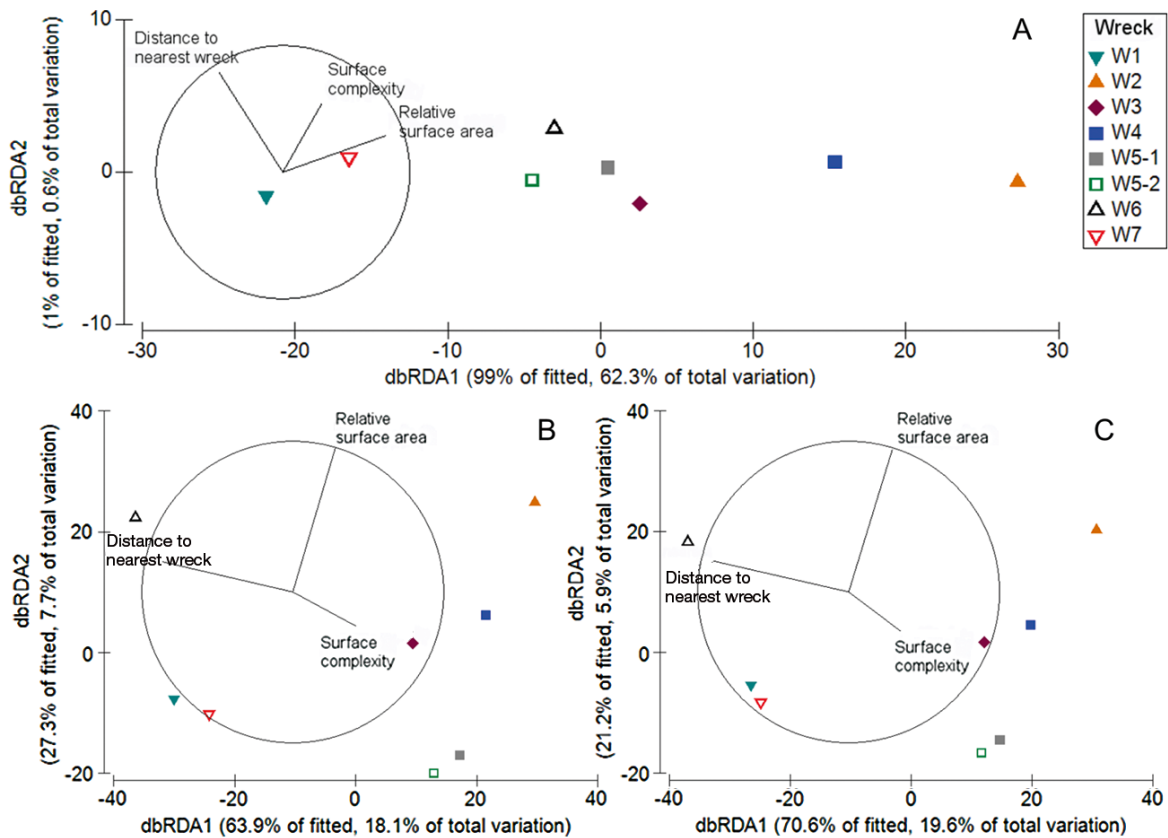 A
10
0
-10
dbRDA2
(1% of fitted, 0.6% of total variation)
Distance to
nearest wreck
Surface
complexity
Relative
surface area
-30
-20
-10
0
10
20
30
dbRDA1 (99% of fitted, 62.3% of total variation)
Wreck
W1
W2
W3
W4
W5-1
W5-2
W6
W7
B
40
20
0
-20
dbRDA2
(27.3% of fitted, 7.7% of total variation)
Relative
surface area
Distance to
nearest wreck
Surface
complexity
-40
-20
0
20
40
dbRDA1 (63.9% of fitted, 18.1% of total variation)
C
40
20
0
-20
dbRDA2
(21.2% of fitted, 5.9% of total variation)
Relative
surface area
Distance to
nearest wreck
Surface
complexity
-40
-20
0
20
40
dbRDA1 (70.6% of fitted, 19.6% of total variation)